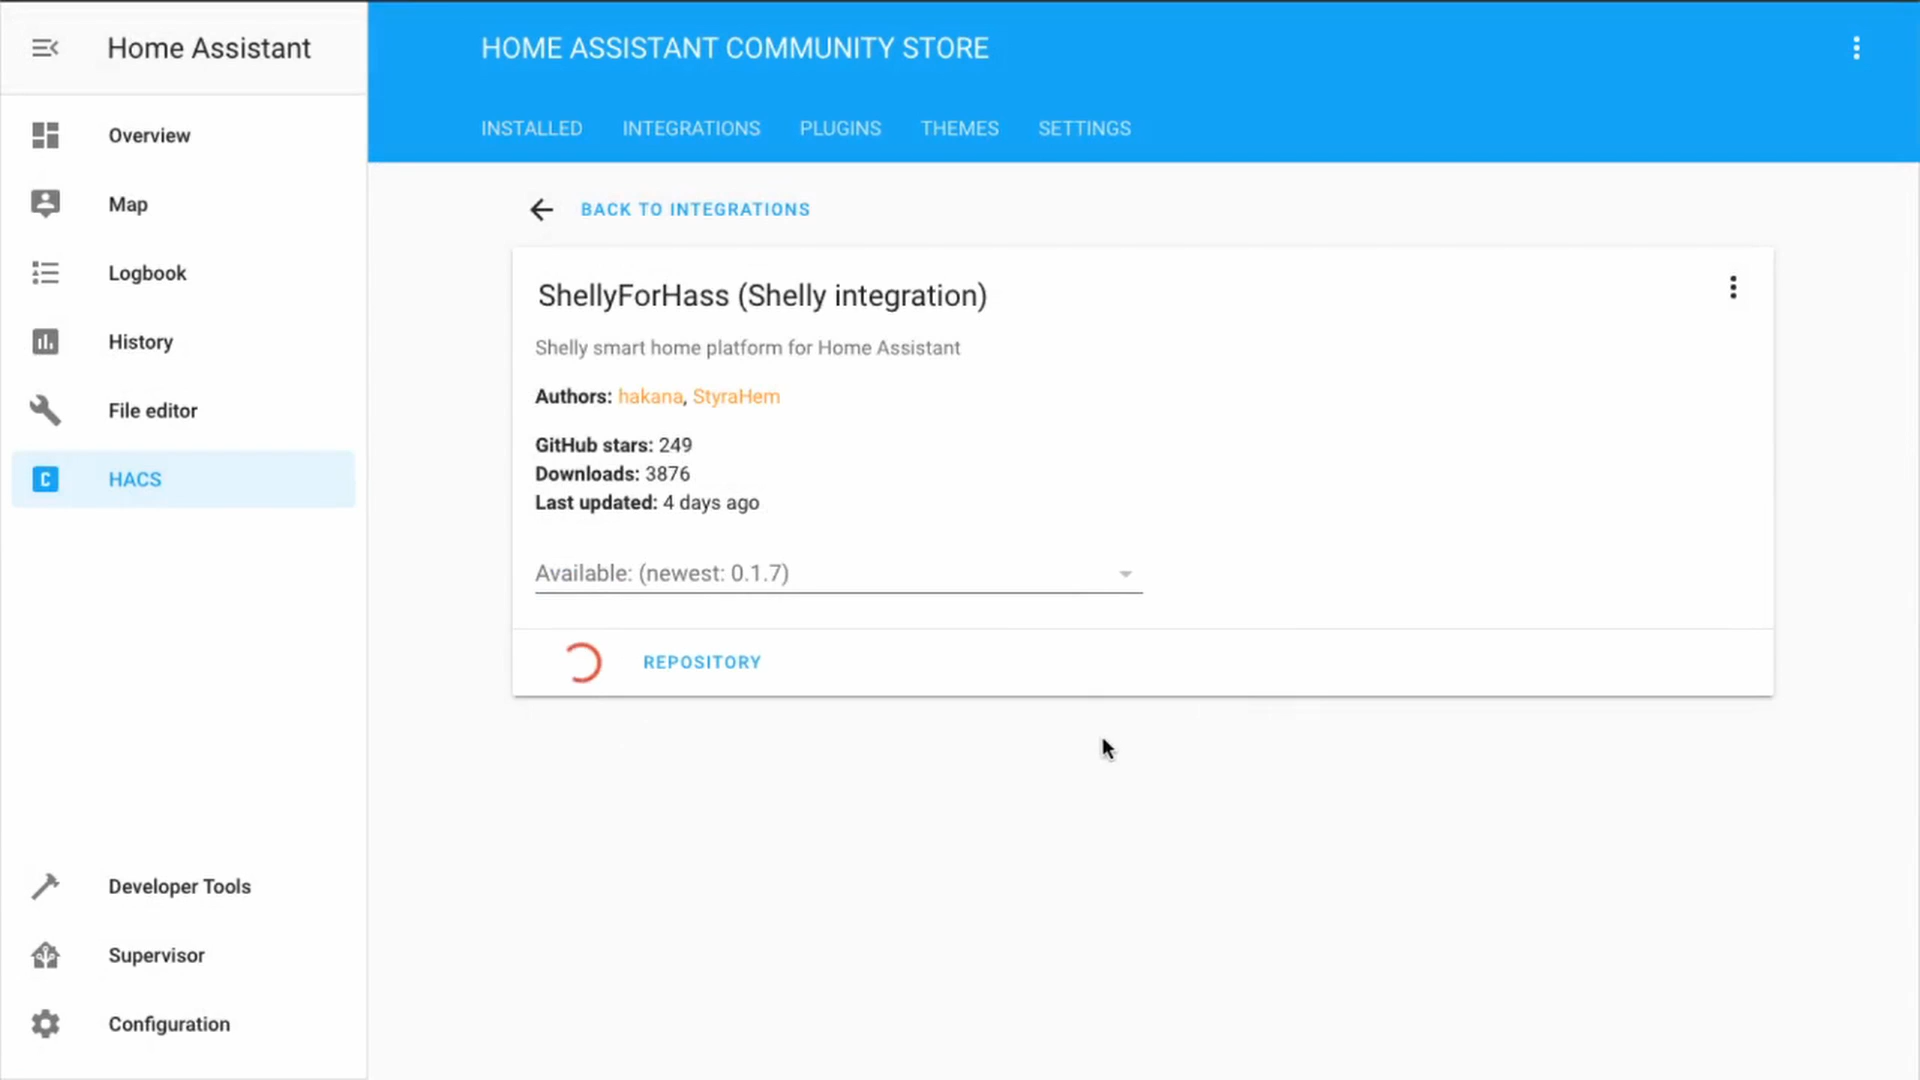 Home Assistant
HOME ASSISTANT COMMUNITY STORE
INSTALLED INTEGRATIONS PLUGINS THEMES SETTINGS
Overview
Map
Logbook
History
File editor
C HACS
Developer Tools
Supervisor
Configuration
BACK TO INTEGRATIONS
ShellyForHass (Shelly integration)
Shelly smart home platform for Home Assistant
Authors: hakana, StyraHem
GitHub stars: 249
Downloads: 3876
Last updated: 4 days ago
Available: (newest: 0.1.7)
REPOSITORY